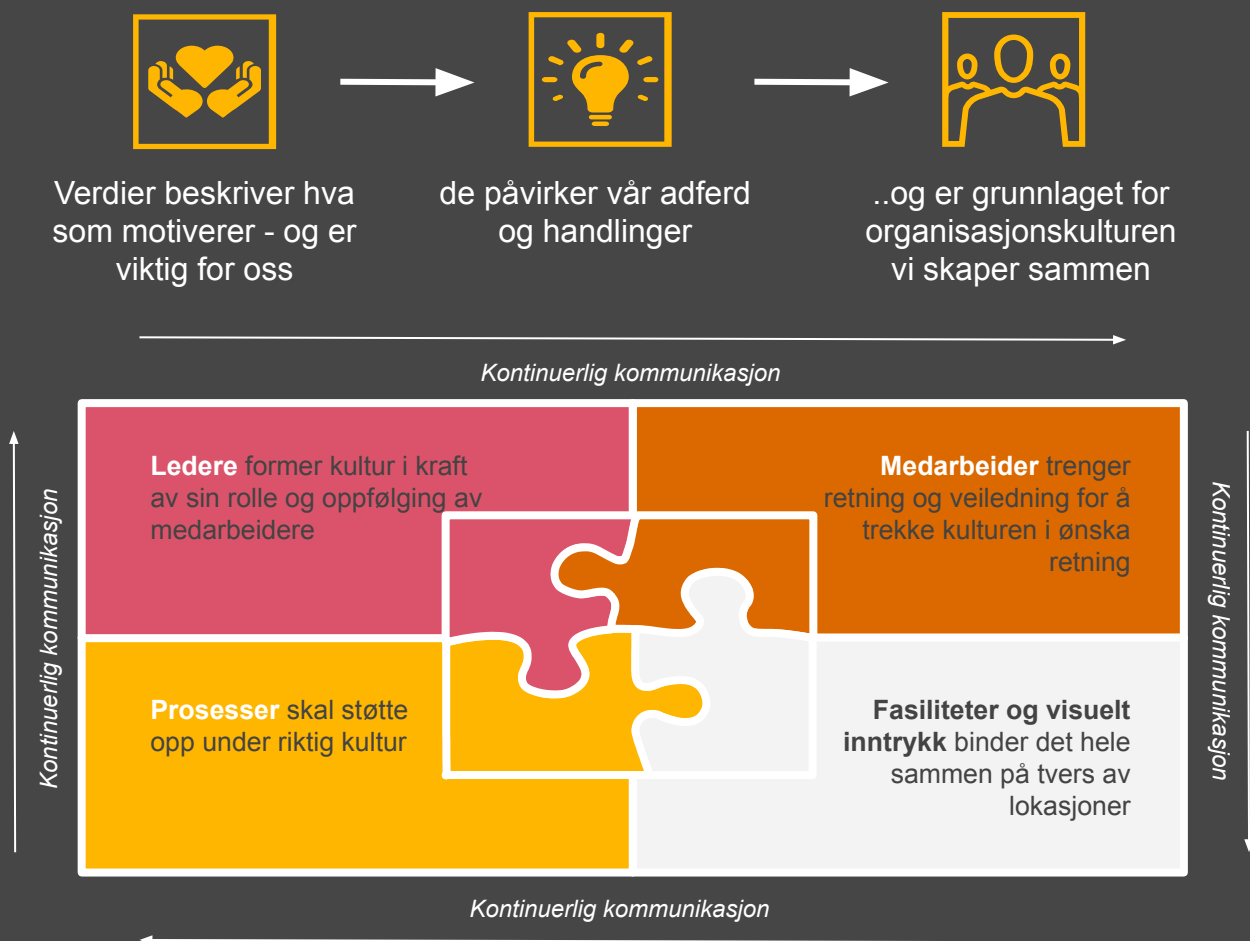 Verdier beskriver hva
som motiverer - og er
viktig for oss
de påvirker vår adferd
og handlinger
..og er grunnlaget for
organisasjonskulturen
vi skaper sammen
Kontinuerlig kommunikasjon
Kontinuerlig kommunikasjon
Ledere former kultur i kraft
av sin rolle og oppfølging av
medarbeidere
Medarbeider trenger
retning og veiledning for å
trekke kulturen i ønska
retning
Kontinuerlig kommunikasjon
Prosesser skal støtte
opp under riktig kultur
Fasiliteter og visuelt
inntrykk binder det hele
sammen på tvers av
lokasjoner
Kontinuerlig kommunikasjon